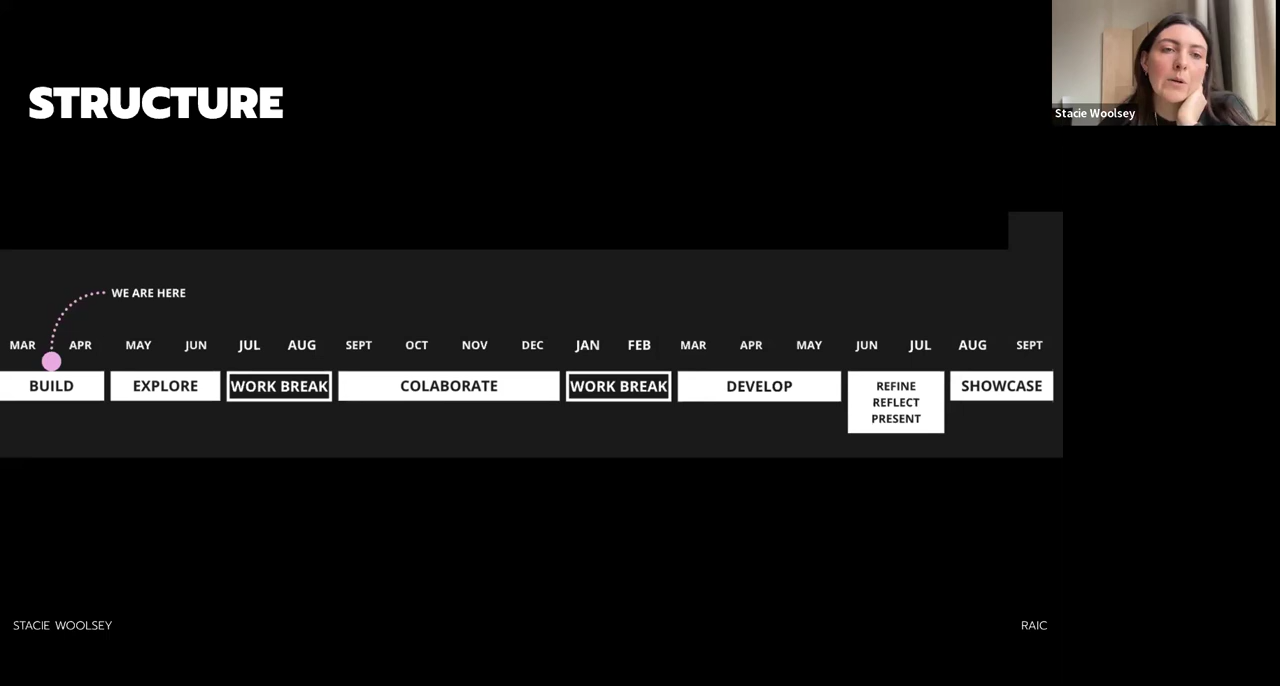 STRUCTURE
Stacie Woolsey
WE ARE HERE
MAR APR MAY JUN JUL AUG SEPT OCT NOV DEC JAN FEB MAR APR MAY JUN JUL AUG SEPT
BUILD EXPLORE WORK BREAK COLABORATE WORK BREAK DEVELOP REFINE SHOWCASE
REFLECT
PRESENT
STACIE WOOLSEY RAIC